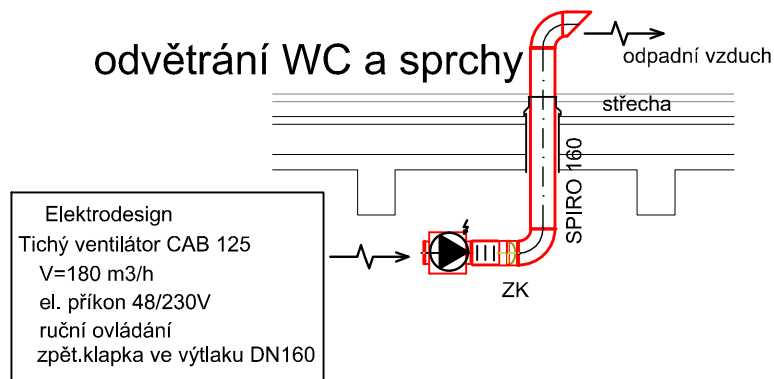 odvětrání WC a sprchy
odpadní vzduch
střecha
SPIRO 160
Elektrodesign
Tichý ventilátor CAB 125
V=180 m3/h
el. příkon 48/230V
ruční ovládání
zpět.klapka ve výtlaku DN160
ZK